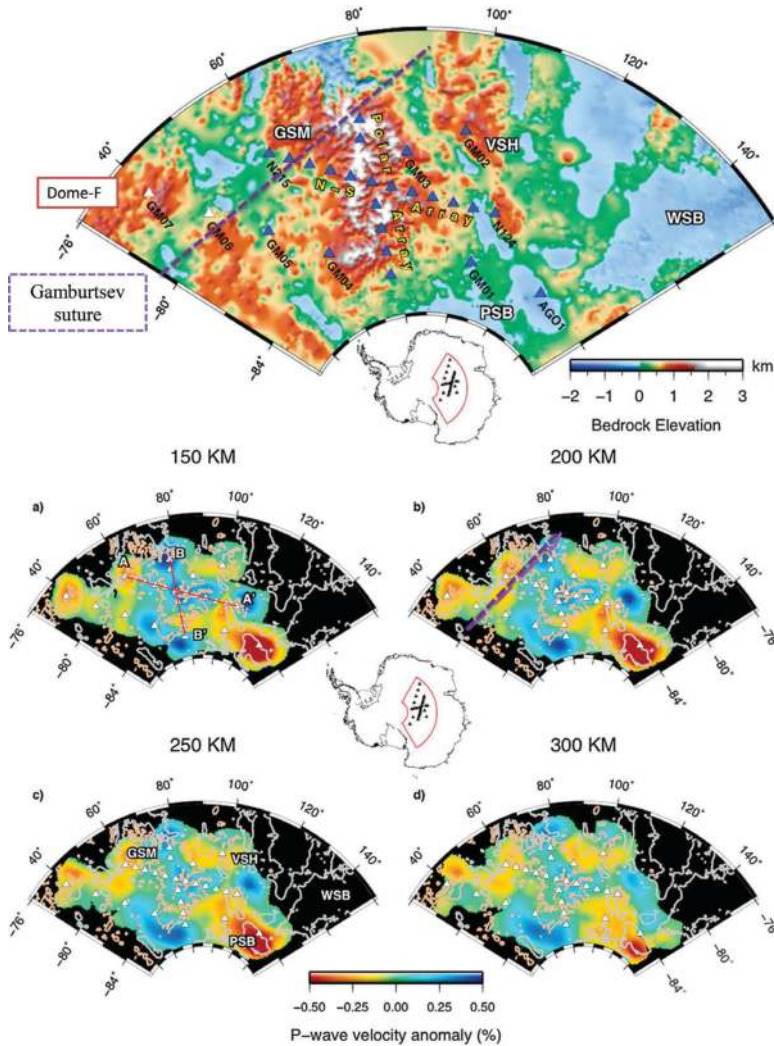 80°
100°
60°
120°
40°
140°
GSM
VSH
WSB
PSB
Polar Array
N-S Array
GM02
GM03
N215
N124
GM07
GM06
GM05
GM04
GM01
AGO1
Dome-F
-76°
-80°
-84°
Gamburtsev
suture
km
-2 -1 0 1 2 3
Bedrock Elevation
150 KM
200 KM
a)
80°
100°
60°
120°
40°
140°
A
B
A'
B'
-76°
-80°
-84°
b)
80°
100°
60°
120°
40°
140°
-76°
-80°
-84°
250 KM
300 KM
c)
80°
100°
60°
120°
40°
140°
GSM
VSH
WSB
PSB
-76°
-80°
-84°
d)
80°
100°
60°
120°
40°
140°
-76°
-80°
-84°
-0.50 -0.25 0.00 0.25 0.50
P-wave velocity anomaly (%)